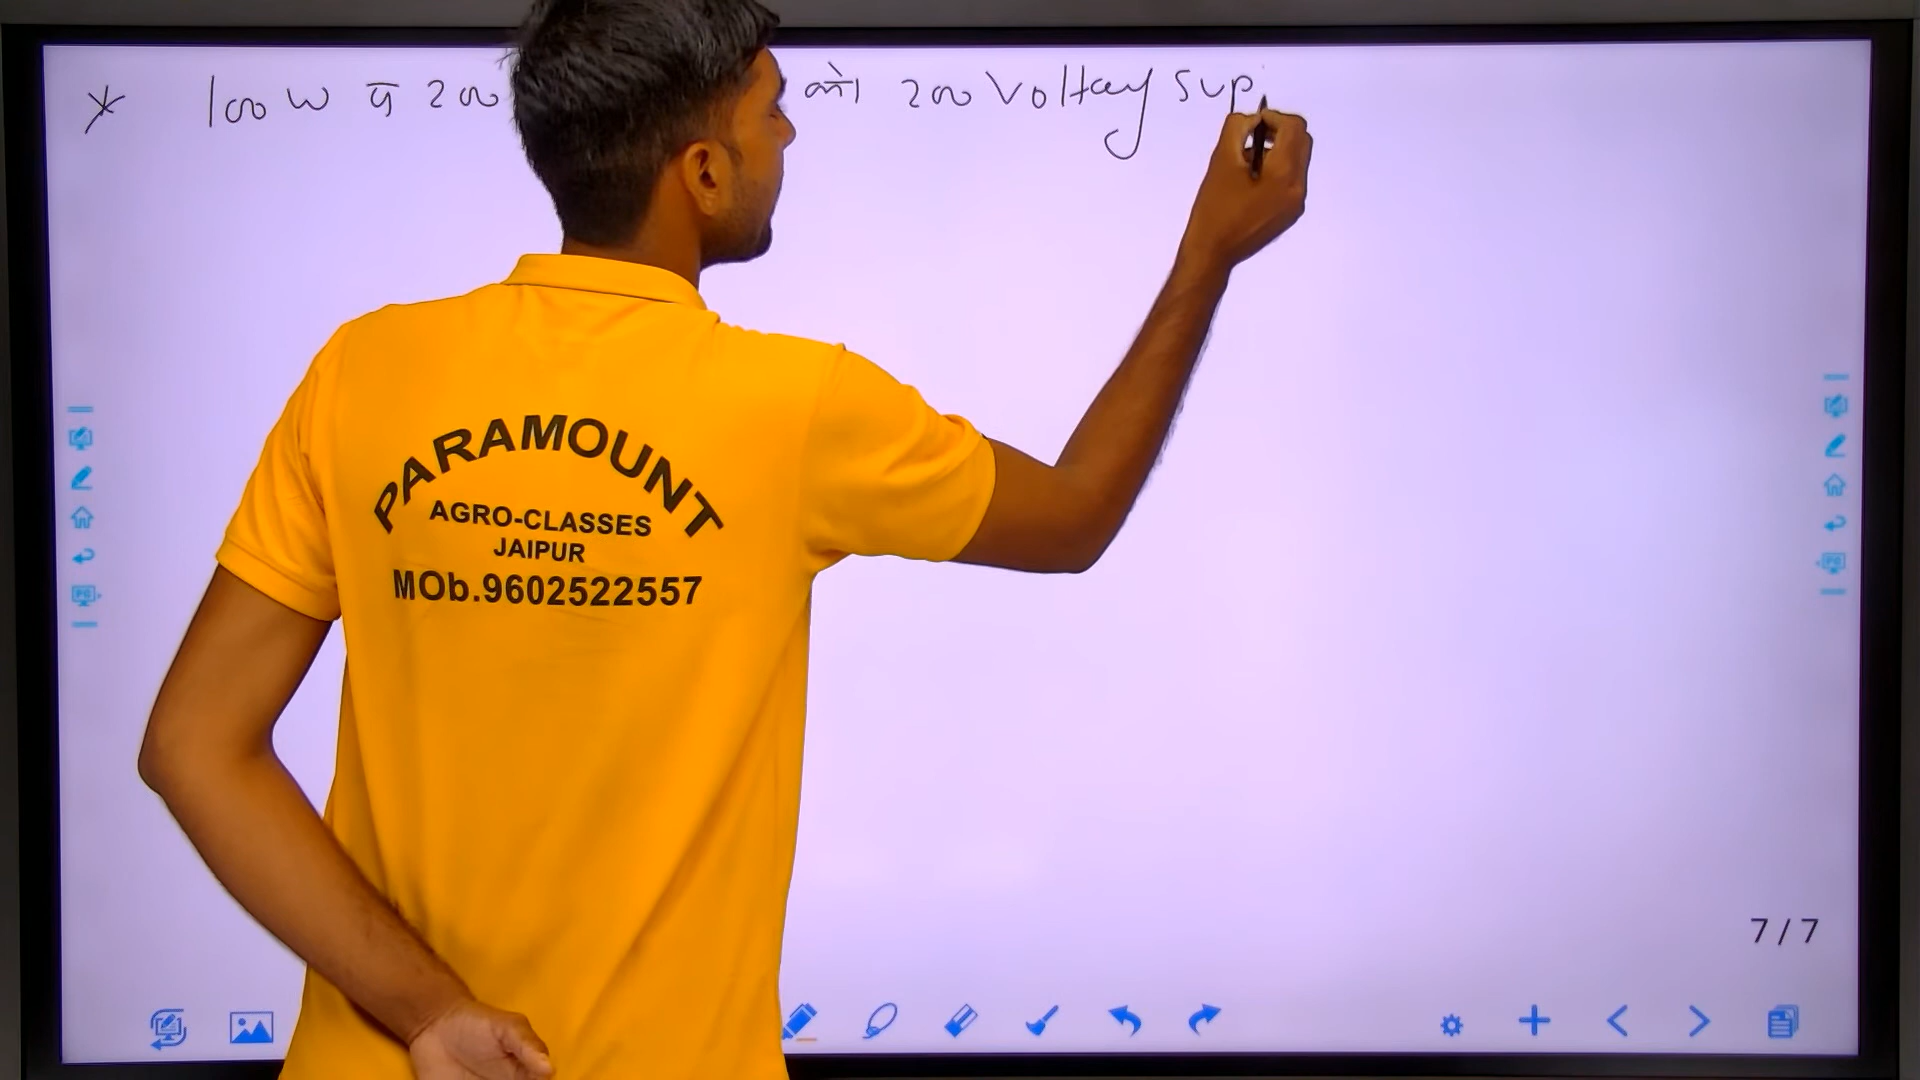 * 100 W व 200 को 200 Voltage Sup
PARAMOUNT
AGRO-CLASSES
JAIPUR
MOb.9602522557
7 / 7